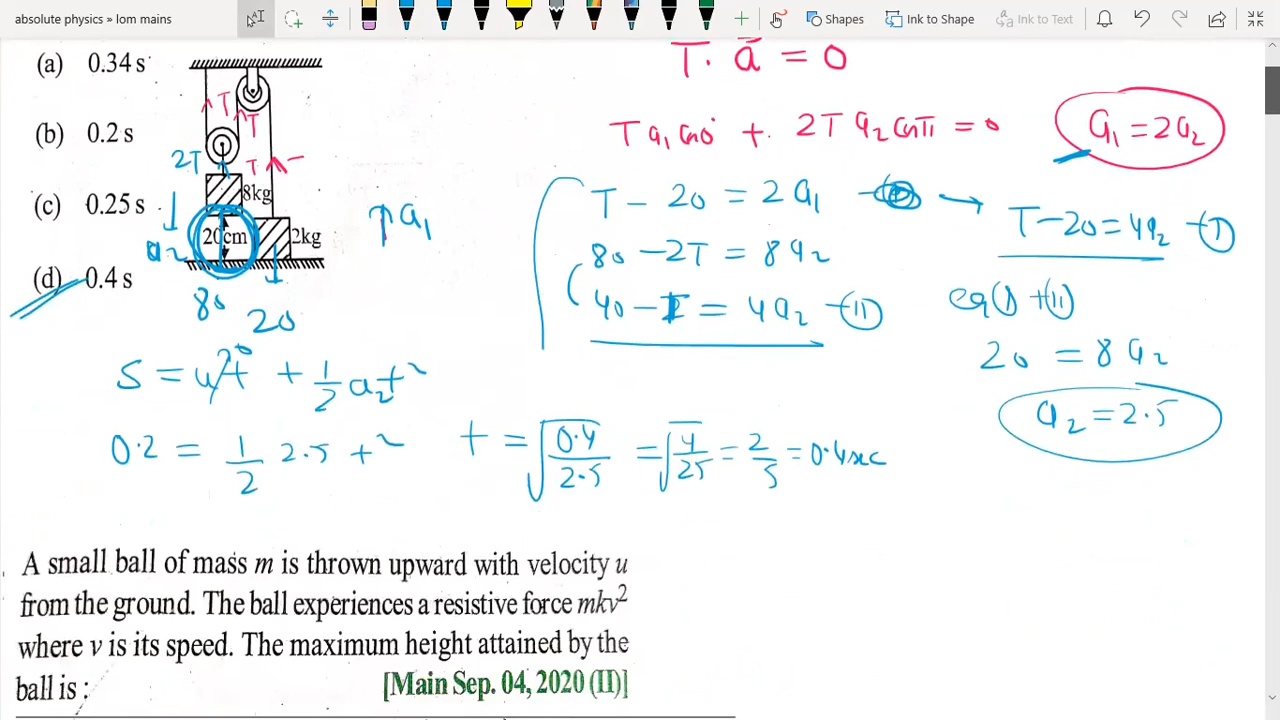 absolute physics » lom mains
Shapes
Ink to Shape
Ink to Text
(a) 0.34 s
(b) 0.2 s
(c) 0.25 s
(d) 0.4 s
T
T
T
2T
8kg
20cm
2kg
a₂
a₁
80
20
T · a⃗ = 0
T a₁ cos 0 + 2T a₂ cos π = 0
a₁ = 2a₂
T − 20 = 2a₁
T − 20 = 4a₂ — (I)
80 − 2T = 8a₂
40 − T = 4a₂ — (II)
eq (I) + (II)
20 = 8a₂
a₂ = 2.5
S = ut + 1/2 a₂t²
0.2 = 1/2 2.5 t²
t = √(0.4/2.5) = √(4/25) = 2/5 = 0.4 sec
A small ball of mass m is thrown upward with velocity u
from the ground. The ball experiences a resistive force mkv²
where v is its speed. The maximum height attained by the
ball is :
[Main Sep. 04, 2020 (II)]